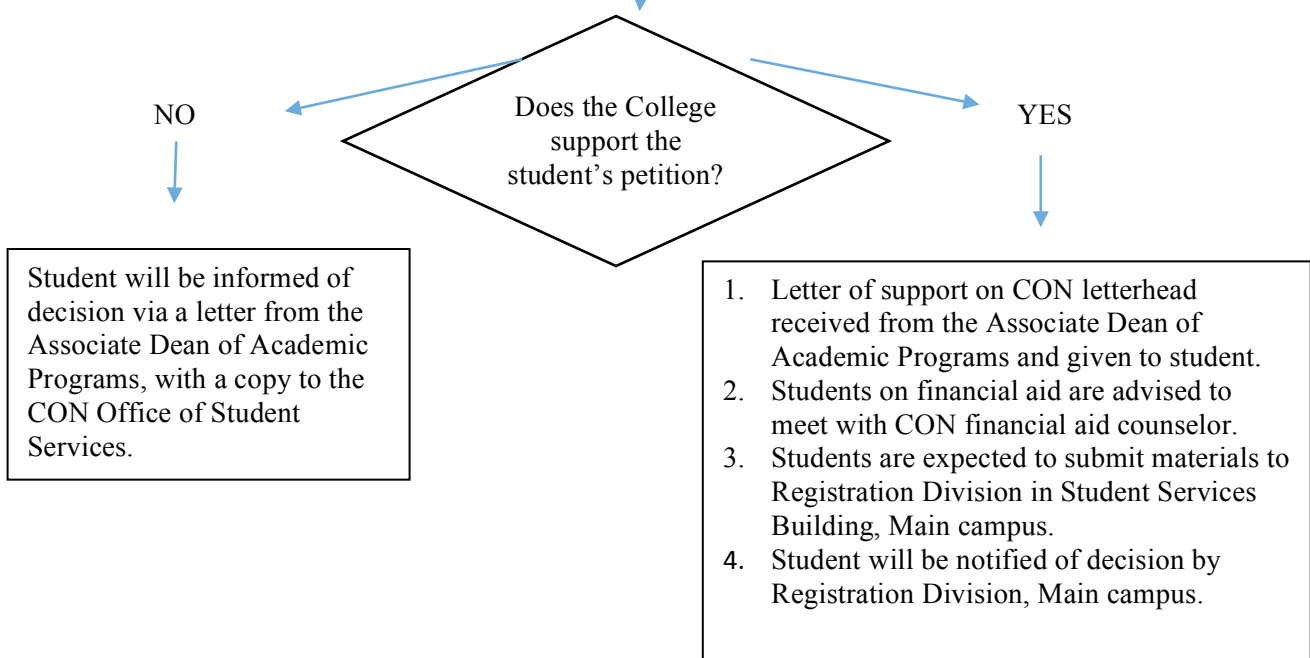 Does the College
support the
student’s petition?
NO
YES
Student will be informed of
decision via a letter from the
Associate Dean of Academic
Programs, with a copy to the
CON Office of Student
Services.
1. Letter of support on CON letterhead
received from the Associate Dean of
Academic Programs and given to student.
2. Students on financial aid are advised to
meet with CON financial aid counselor.
3. Students are expected to submit materials to
Registration Division in Student Services
Building, Main campus.
4. Student will be notified of decision by
Registration Division, Main campus.